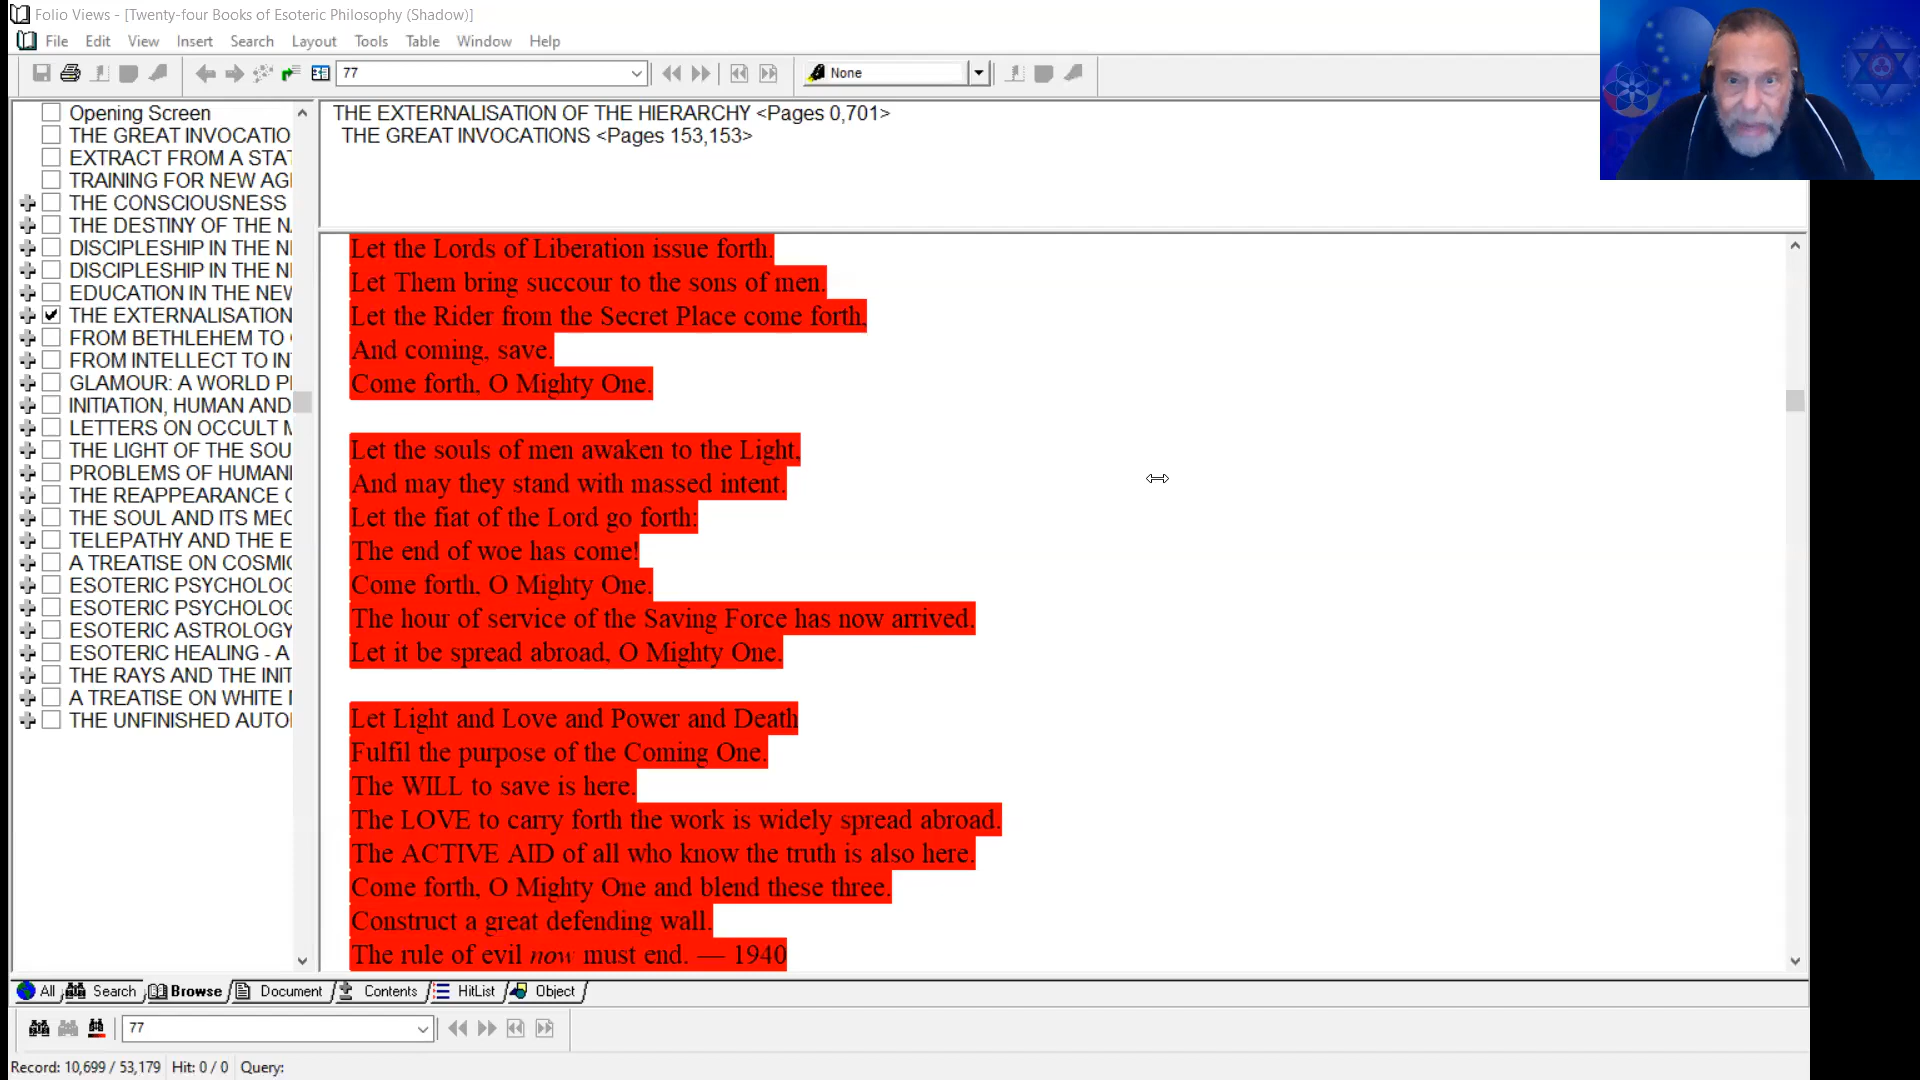 Folio Views - [Twenty-four Books of Esoteric Philosophy (Shadow)]
File Edit View Insert Search Layout Tools Table Window Help
77
None
Opening Screen
THE GREAT INVOCATIO
EXTRACT FROM A STAT
TRAINING FOR NEW AGE
THE CONSCIOUSNESS
THE DESTINY OF THE NA
DISCIPLESHIP IN THE NE
DISCIPLESHIP IN THE NE
EDUCATION IN THE NEW
THE EXTERNALISATION
FROM BETHLEHEM TO
FROM INTELLECT TO IN
GLAMOUR: A WORLD PR
INITIATION, HUMAN AND
LETTERS ON OCCULT M
THE LIGHT OF THE SOU
PROBLEMS OF HUMANI
THE REAPPEARANCE O
THE SOUL AND ITS MEC
TELEPATHY AND THE E
A TREATISE ON COSMIC
ESOTERIC PSYCHOLOG
ESOTERIC PSYCHOLOG
ESOTERIC ASTROLOGY
ESOTERIC HEALING - A
THE RAYS AND THE INIT
A TREATISE ON WHITE
THE UNFINISHED AUTO
THE EXTERNALISATION OF THE HIERARCHY <Pages 0,701>
THE GREAT INVOCATIONS <Pages 153,153>
Let the Lords of Liberation issue forth.
Let Them bring succour to the sons of men.
Let the Rider from the Secret Place come forth,
And coming, save.
Come forth, O Mighty One.
Let the souls of men awaken to the Light,
And may they stand with massed intent.
Let the fiat of the Lord go forth:
The end of woe has come!
Come forth, O Mighty One.
The hour of service of the Saving Force has now arrived.
Let it be spread abroad, O Mighty One.
Let Light and Love and Power and Death
Fulfil the purpose of the Coming One.
The WILL to save is here.
The LOVE to carry forth the work is widely spread abroad.
The ACTIVE AID of all who know the truth is also here.
Come forth, O Mighty One and blend these three.
Construct a great defending wall.
The rule of evil now must end. — 1940
All Search Browse Document Contents HitList Object
77
Record: 10,699 / 53,179 Hit: 0 / 0 Query: